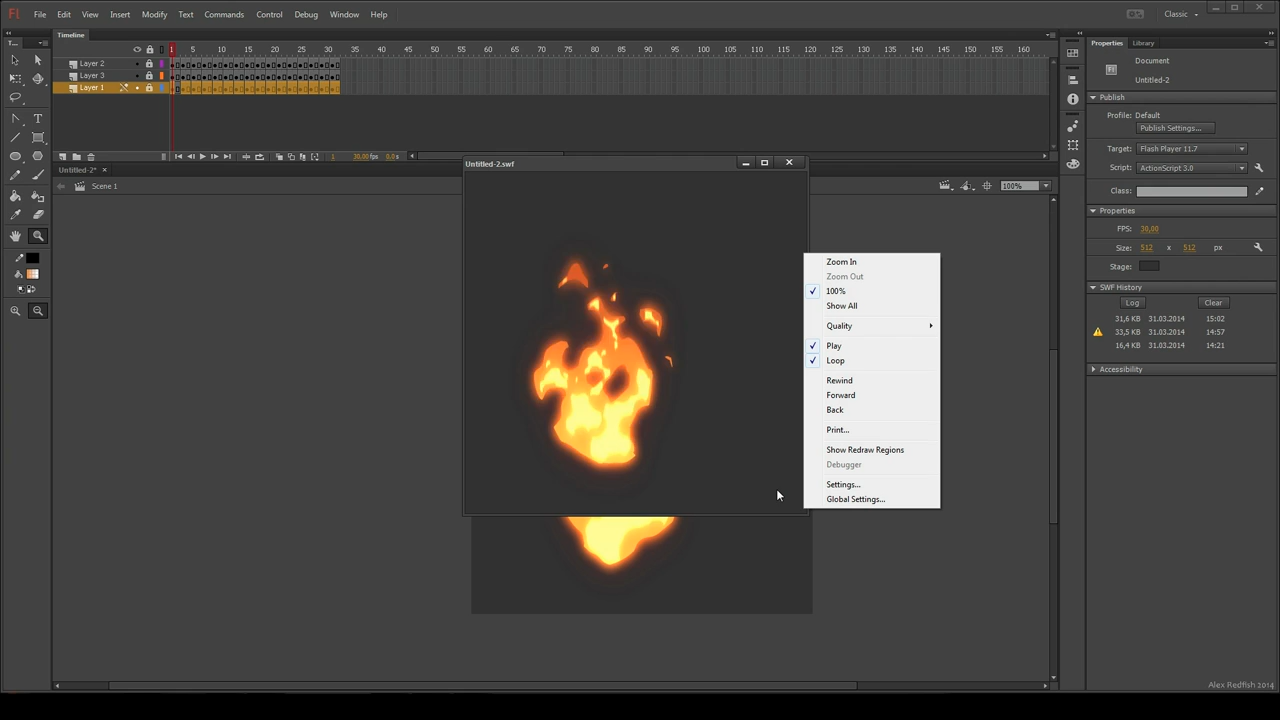 Ft File Edit View Insert Modify Text Commands Control Debug Window Help Classic
Timeline
1 5 10 15 20 25 30 35 40 45 50 55 60 65 70 75 80 85 90 95 100 105 110 115 120 125 130 135 140 145 150 155 160
Layer 2
Layer 3
Layer 1
1 30,00 fps 0,0 s
Untitled-2* ×
Scene 1
100%
Untitled-2.swf
Zoom In
Zoom Out
100%
Show All
Quality
Play
Loop
Rewind
Forward
Back
Print...
Show Redraw Regions
Debugger
Settings...
Global Settings...
Properties Library
Document
Untitled-2
Publish
Profile: Default
Publish Settings...
Target: Flash Player 11.7
Script: ActionScript 3.0
Class:
Properties
FPS: 30,00
Size: 512 x 512 px
Stage:
SWF History
Log Clear
31,6 KB 31.03.2014 15:02
33,5 KB 31.03.2014 14:57
16,4 KB 31.03.2014 14:21
Accessibility
Alex Redfish 2014